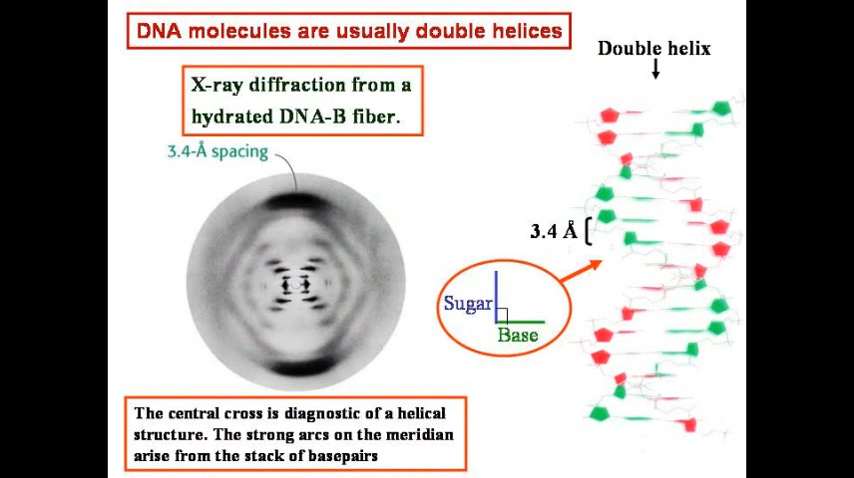 DNA molecules are usually double helices
Double helix
X-ray diffraction from a
hydrated DNA-B fiber.
3.4-Å spacing
3.4 Å
Sugar
Base
The central cross is diagnostic of a helical
structure. The strong arcs on the meridian
arise from the stack of basepairs